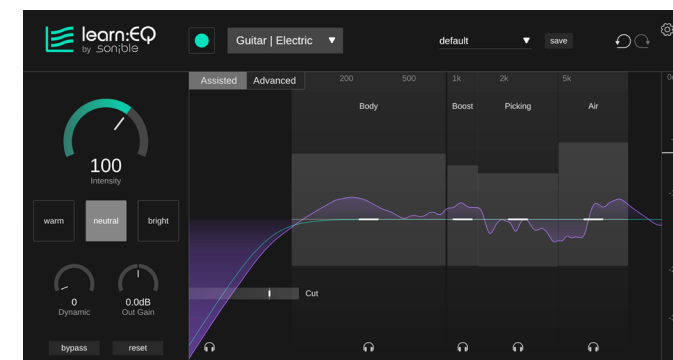 learn:EQ
by sonible
Guitar | Electric
default
save
Assisted Advanced
200 500 1k 2k 5k
Body Boost Picking Air
100
Intensity
warm neutral bright
Cut
0 0.0dB
Dynamic Out Gain
bypass reset